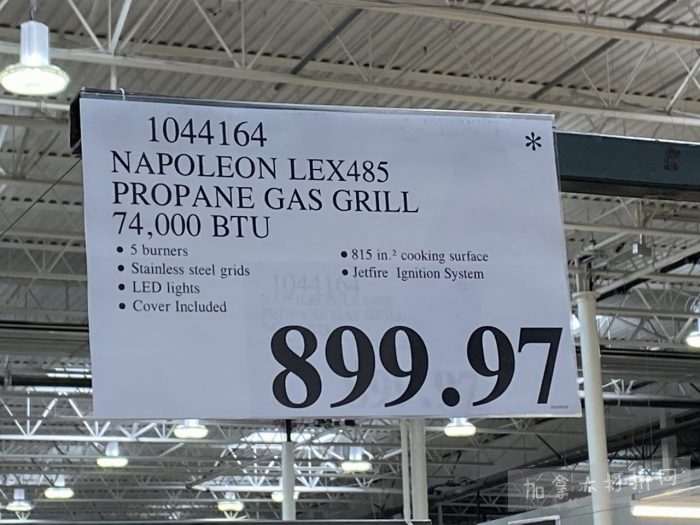 1044164
*
NAPOLEON LEX485
PROPANE GAS GRILL
74,000 BTU
• 5 burners
• Stainless steel grids
• LED lights
• Cover Included
• 815 in.² cooking surface
• Jetfire Ignition System
899.97